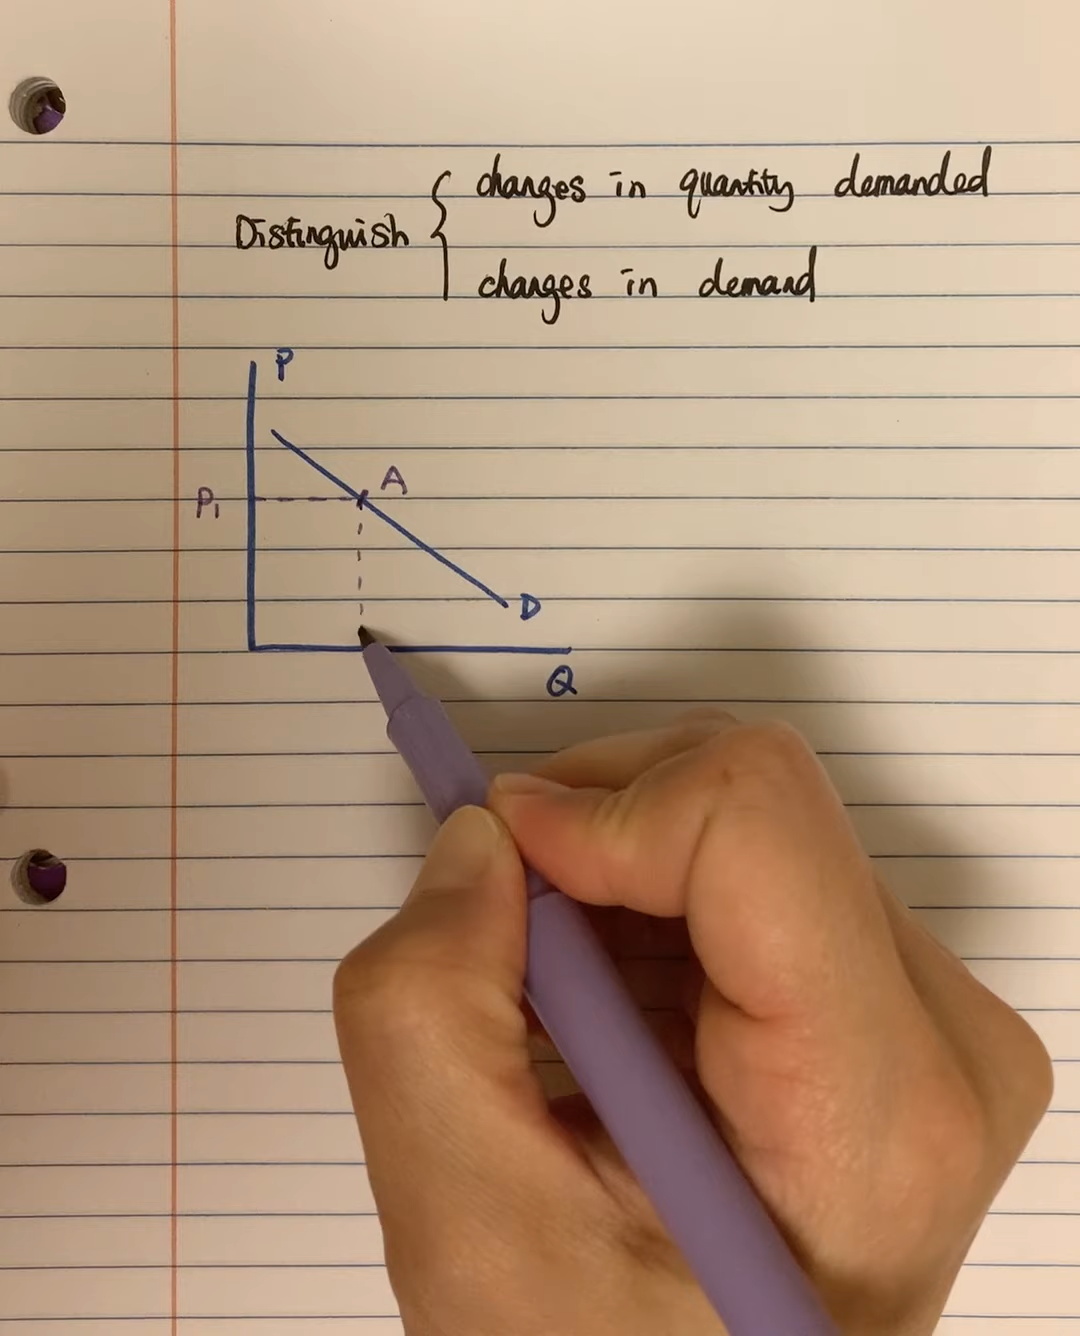 changes in quantity demanded
Distinguish {
changes in demand
P
A
P₁
D
Q